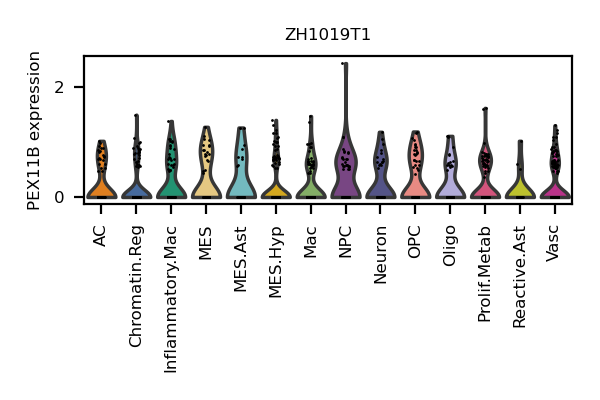 ZH1019T1
PEX11B expression
2
0
AC
Chromatin.Reg
Inflammatory.Mac
MES
MES.Ast
MES.Hyp
Mac
NPC
Neuron
OPC
Oligo
Prolif.Metab
Reactive.Ast
Vasc